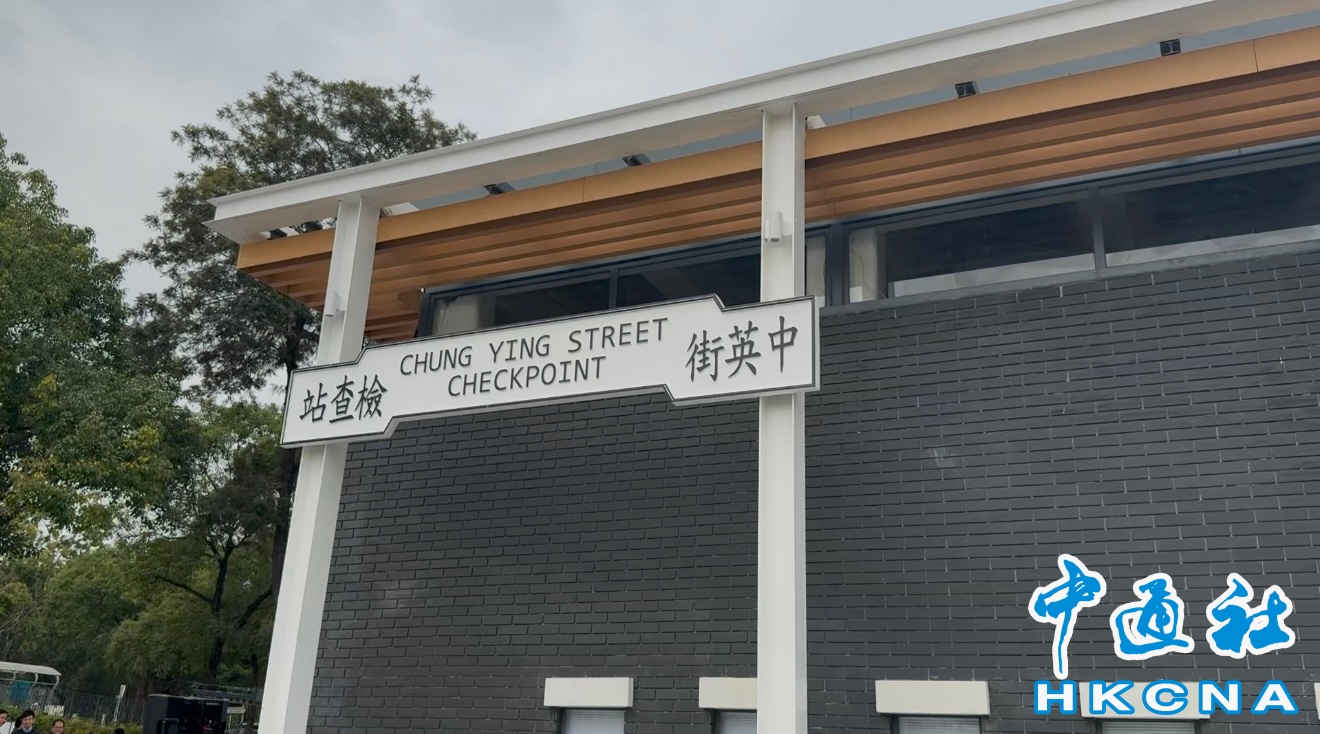 中英街
CHUNG YING STREET
CHECKPOINT
檢查站
中通社
HKCNA